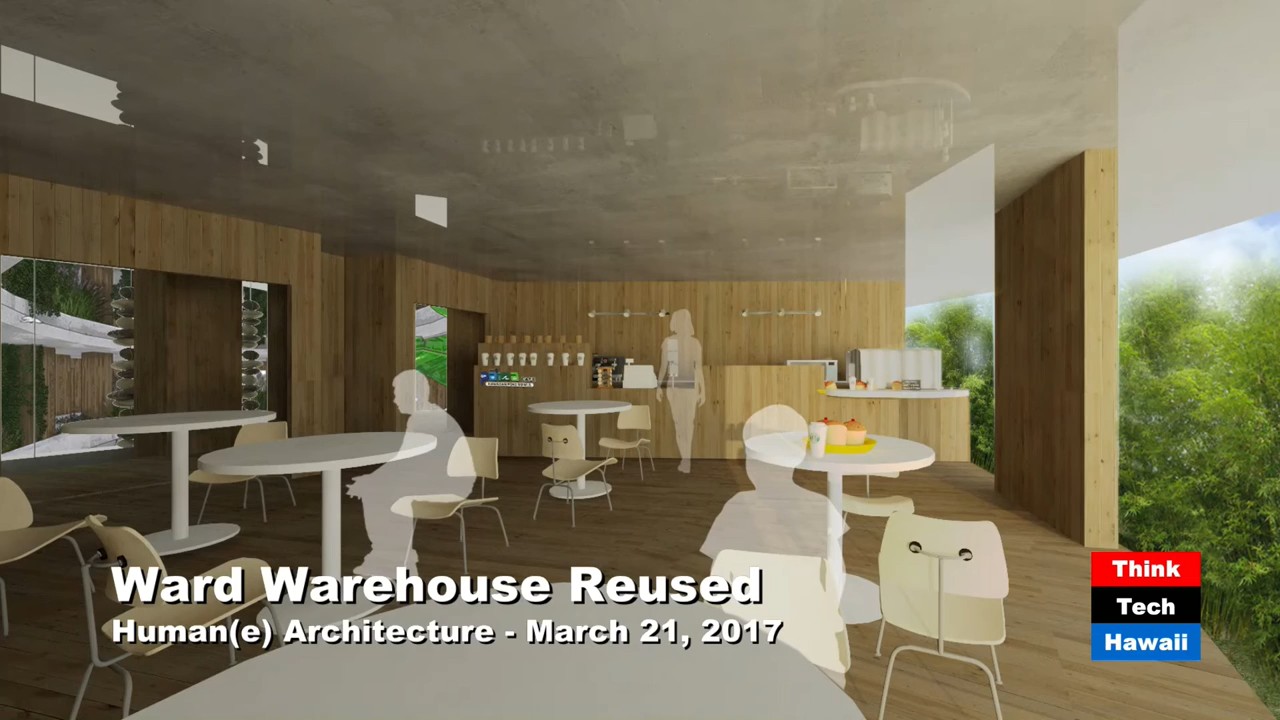 Ward Warehouse Reused
Human(e) Architecture - March 21, 2017
Think
Tech
Hawaii